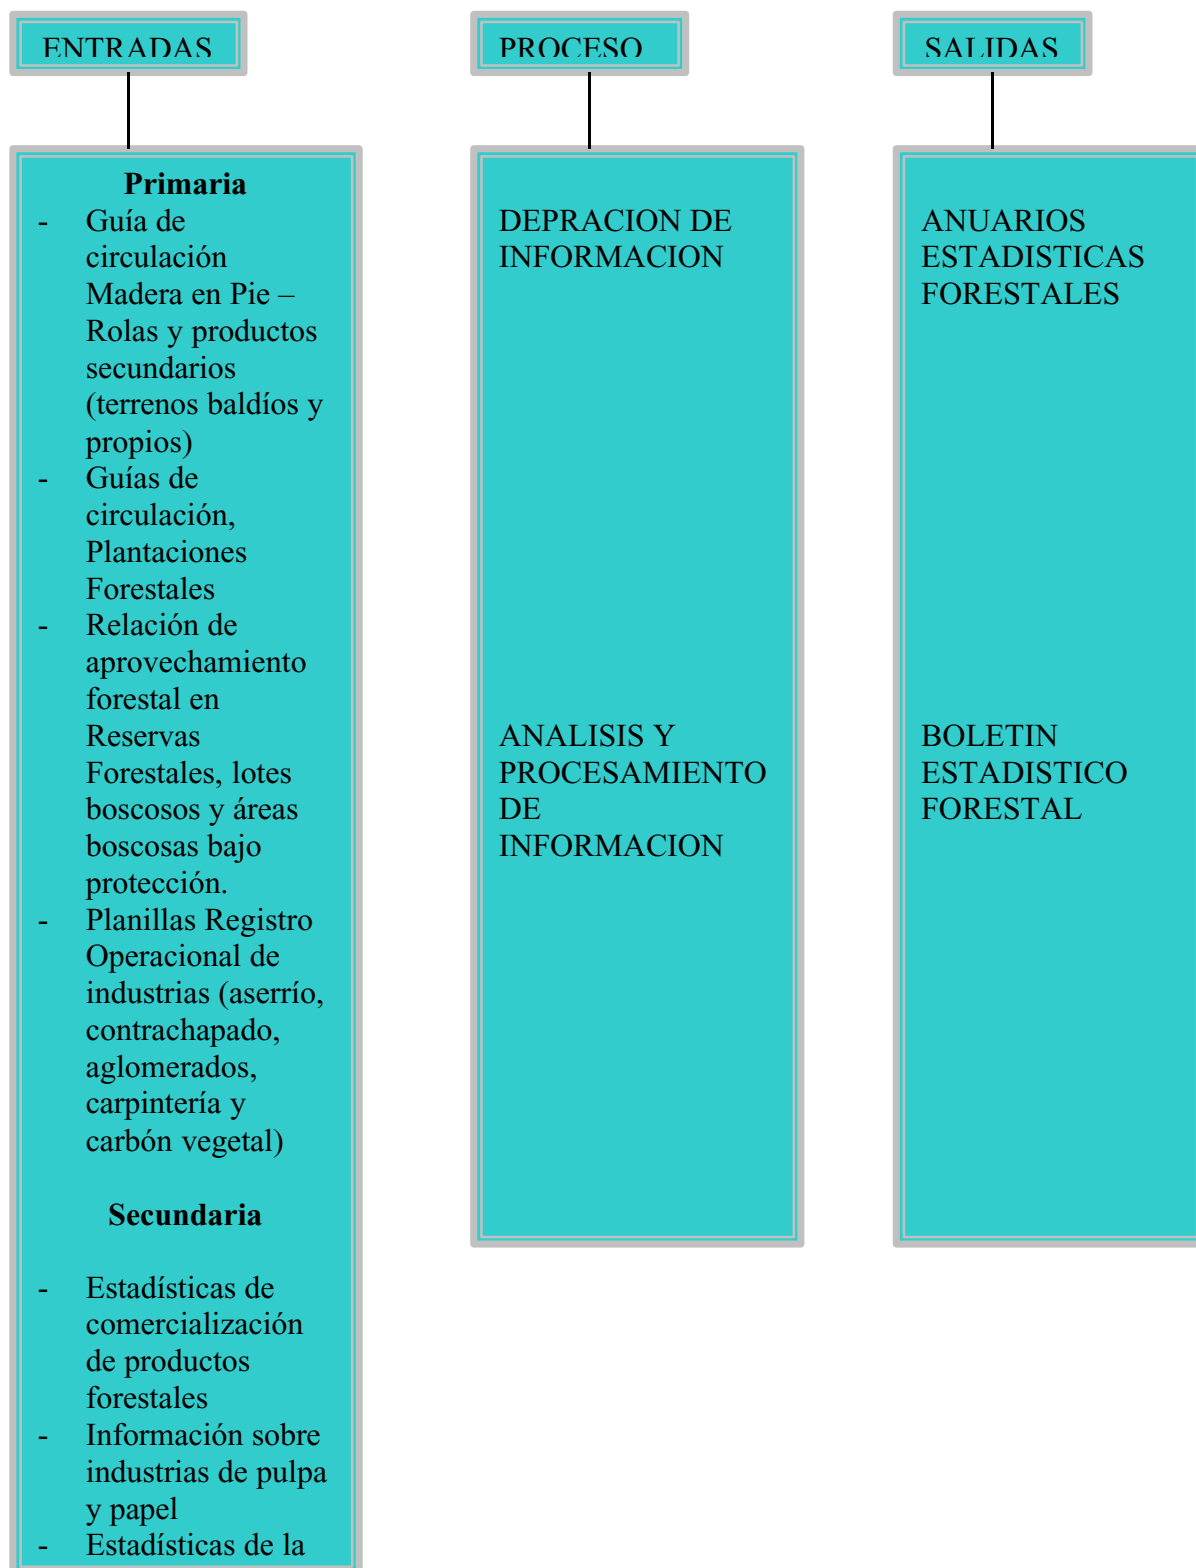 ENTRADAS
Primaria
- Guía de
circulación
Madera en Pie –
Rolas y productos
secundarios
(terrenos baldíos y
propios)
- Guías de
circulación,
Plantaciones
Forestales
- Relación de
aprovechamiento
forestal en
Reservas
Forestales, lotes
boscosos y áreas
boscosas bajo
protección.
- Planillas Registro
Operacional de
industrias (aserrío,
contrachapado,
aglomerados,
carpintería y
carbón vegetal)
Secundaria
- Estadísticas de
comercialización
de productos
forestales
- Información sobre
industrias de pulpa
y papel
- Estadísticas de la
PROCESO
DEPRACION DE
INFORMACION
ANALISIS Y
PROCESAMIENTO
DE
INFORMACION
SALIDAS
ANUARIOS
ESTADISTICAS
FORESTALES
BOLETIN
ESTADISTICO
FORESTAL